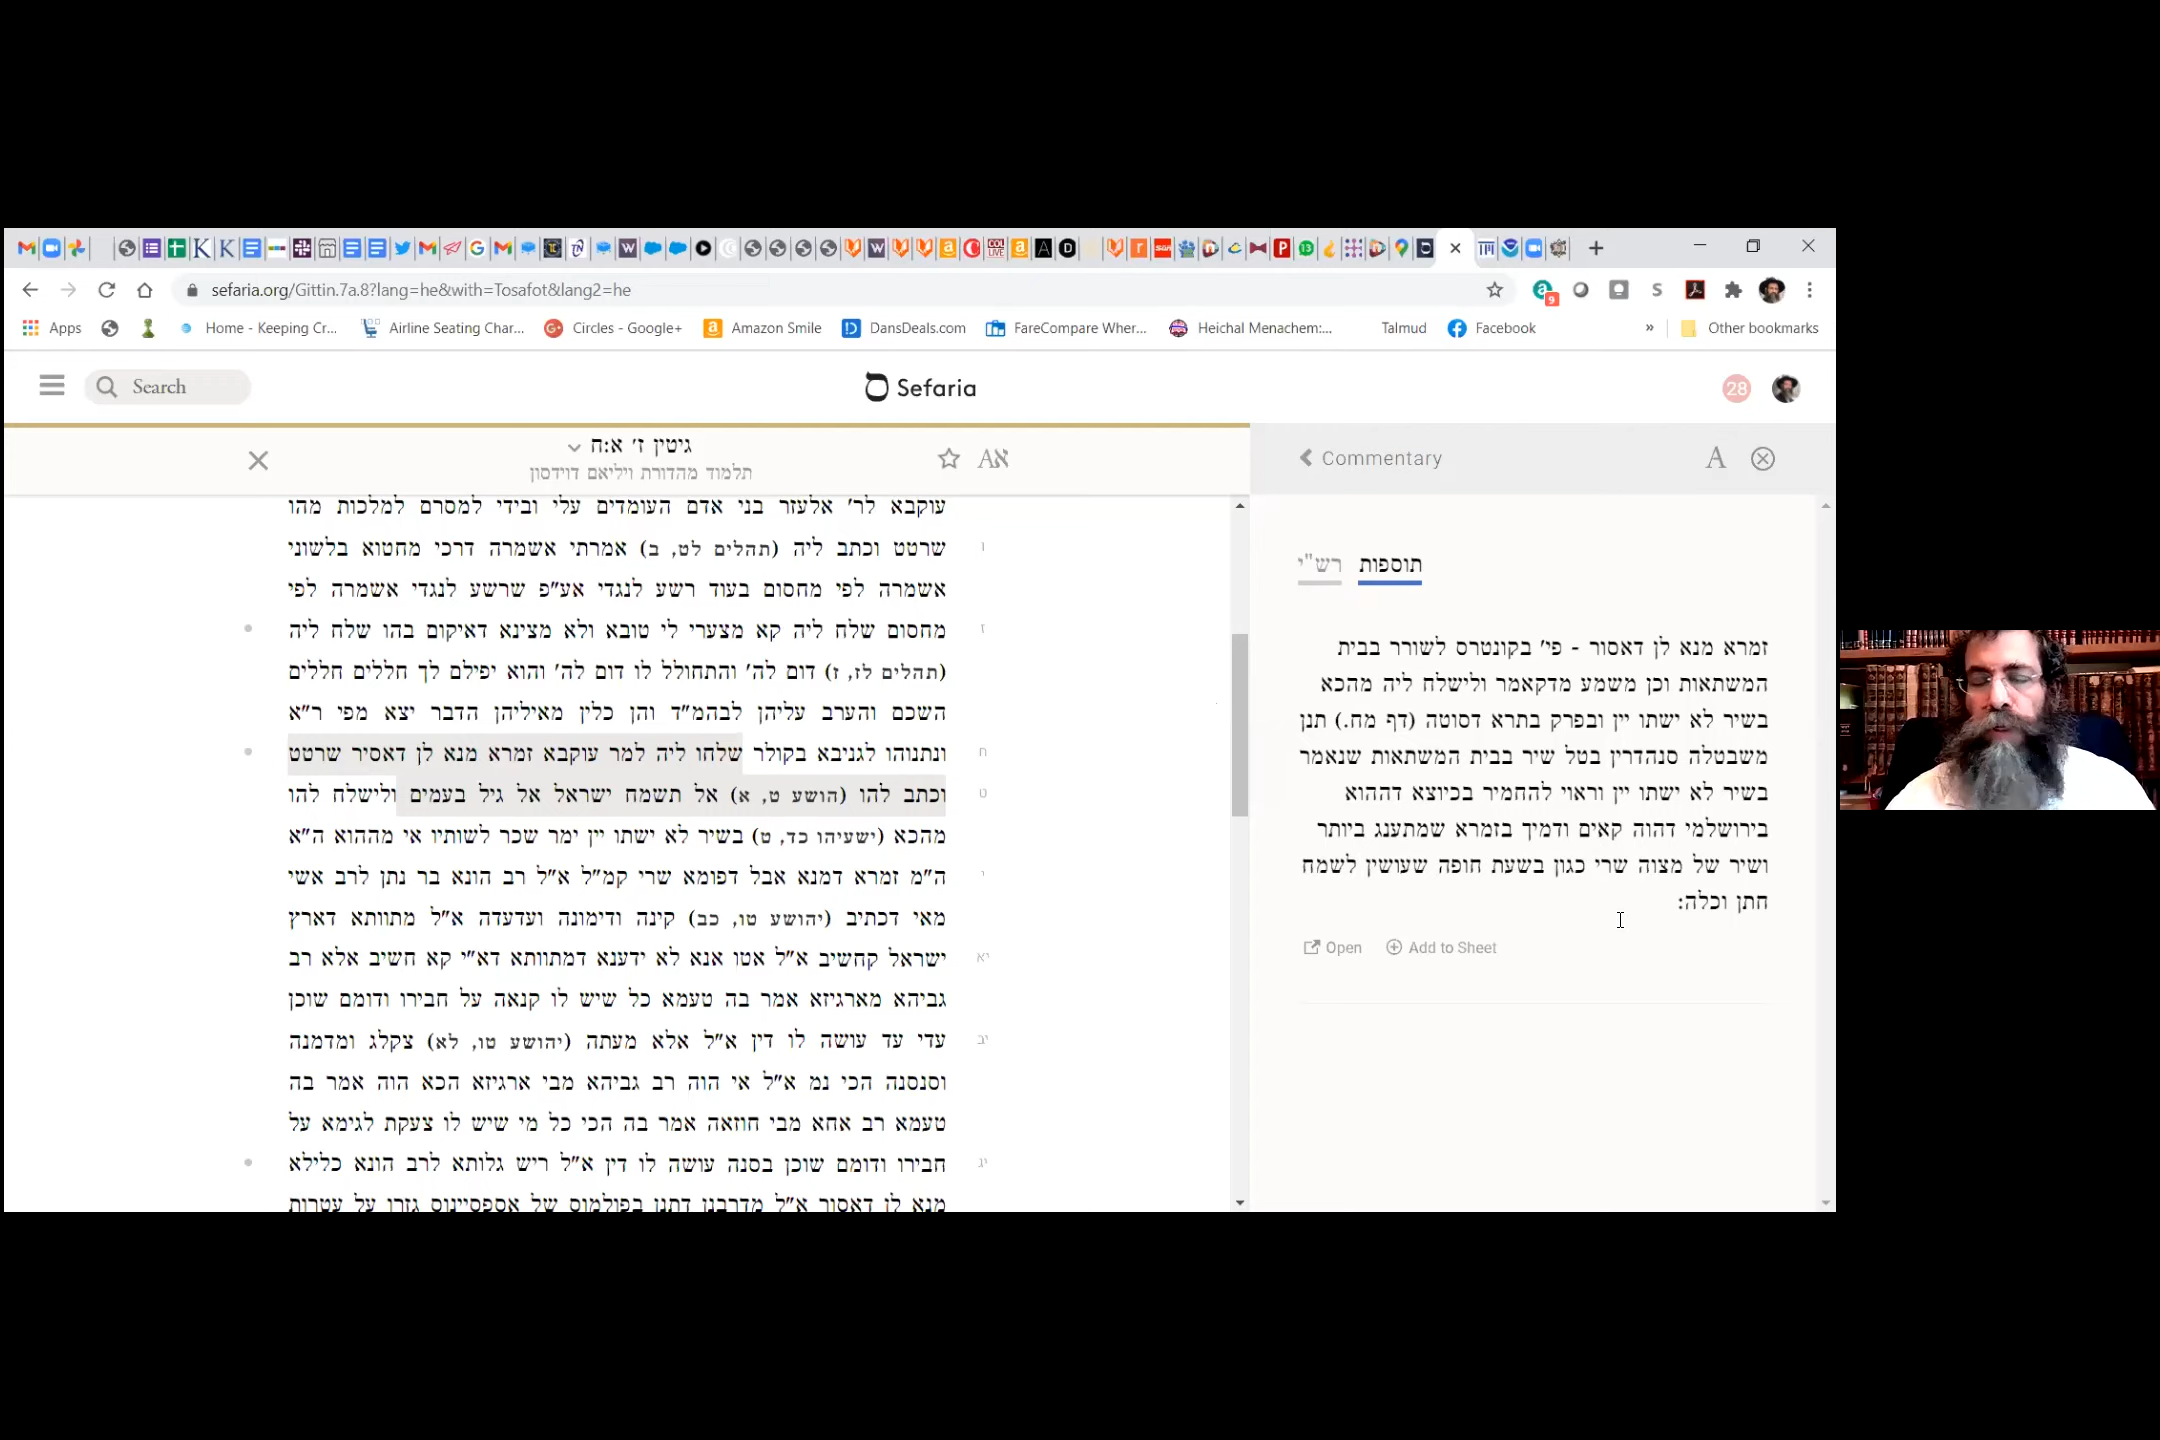 sefaria.org/Gittin.7a.8?lang=he&with=Tosafot&lang2=he
9
Apps
Home - Keeping Cr...
Airline Seating Char...
Circles - Google+
Amazon Smile
DansDeals.com
FareCompare Wher...
Heichal Menachem:...
Talmud
Facebook
»
Other bookmarks
Search
Sefaria
28
גיטין ז׳ א:ח
תלמוד מהדורת ויליאם דוידסון
Aא
עוקבא לר׳ אלעזר בני אדם העומדים עלי ובידי למסרם למלכות מהו
ו שרטט וכתב ליה (תהלים לט, ב) אמרתי אשמרה דרכי מחטוא בלשוני
אשמרה לפי מחסום בעוד רשע לנגדי אע״פ שרשע לנגדי אשמרה לפי
ז מחסום שלח ליה קא מצערי לי טובא ולא מצינא דאיקום בהו שלח ליה
(תהלים לז, ז) דום לה׳ והתחולל לו דום לה׳ והוא יפילם לך חללים חללים
השכם והערב עליהן לבהמ״ד והן כלין מאיליהן הדבר יצא מפי ר״א
ח ונתנוהו לגניבא בקולר שלחו ליה למר עוקבא זמרא מנא לן דאסיר שרטט
ט וכתב להו (הושע ט, א) אל תשמח ישראל אל גיל בעמים ולישלח להו
מהכא (ישעיהו כד, ט) בשיר לא ישתו יין ימר שכר לשותיו אי מההוא ה״א
י ה״מ זמרא דמנא אבל דפומא שרי קמ״ל א״ל רב הונא בר נתן לרב אשי
מאי דכתיב (יהושע טו, כב) קינה ודימונה ועדעדה א״ל מתוותא דארץ
יא ישראל קחשיב א״ל אטו אנא לא ידענא דמתוותא דא״י קא חשיב אלא רב
גביהא מארגיזא אמר בה טעמא כל שיש לו קנאה על חבירו ודומם שוכן
יב עדי עד עושה לו דין א״ל אלא מעתה (יהושע טו, לא) צקלג ומדמנה
וסנסנה הכי נמ א״ל אי הוה רב גביהא מבי ארגיזא הכא הוה אמר בה
טעמא רב אחא מבי חוזאה אמר בה הכי כל מי שיש לו צעקת לגימא על
יג חבירו ודומם שוכן בסנה עושה לו דין א״ל ריש גלותא לרב הונא כלילא
מנא לן דאסור א״ל מדרבנן דתנן בפולמוס של אספסיינוס גזרו על עטרות
Commentary
A
תוספות רש"י
זמרא מנא לן דאסור - פי׳ בקונטרס לשורר בבית
המשתאות וכן משמע מדקאמר ולישלח ליה מהכא
בשיר לא ישתו יין ובפרק בתרא דסוטה (דף מח.) תנן
משבטלה סנהדרין בטל שיר בבית המשתאות שנאמר
בשיר לא ישתו יין וראוי להחמיר בכיוצא דההוא
בירושלמי דהוה קאים ודמיך בזמרא שמתענג ביותר
ושיר של מצוה שרי כגון בשעת חופה שעושין לשמח
חתן וכלה:
Open
Add to Sheet